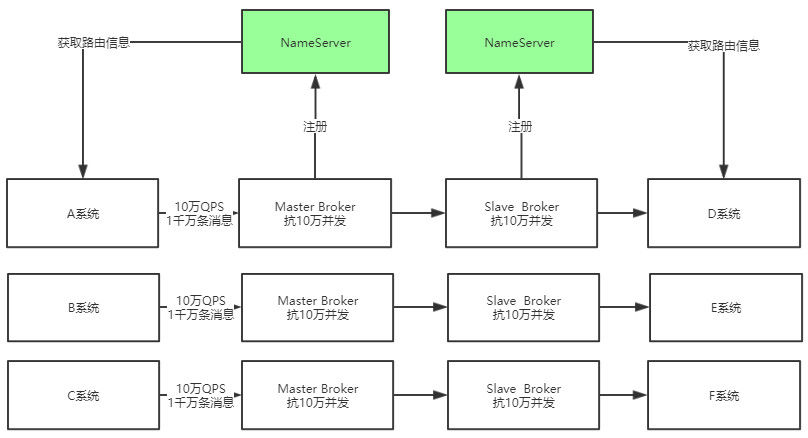 NameServer
NameServer
获取路由信息
获取路由信息
注册
注册
A系统
10万QPS
1千万条消息
Master Broker
抗10万并发
Slave  Broker
抗10万并发
D系统
B系统
10万QPS
1千万条消息
Master Broker
抗10万并发
Slave  Broker
抗10万并发
E系统
C系统
10万QPS
1千万条消息
Master Broker
抗10万并发
Slave  Broker
抗10万并发
F系统